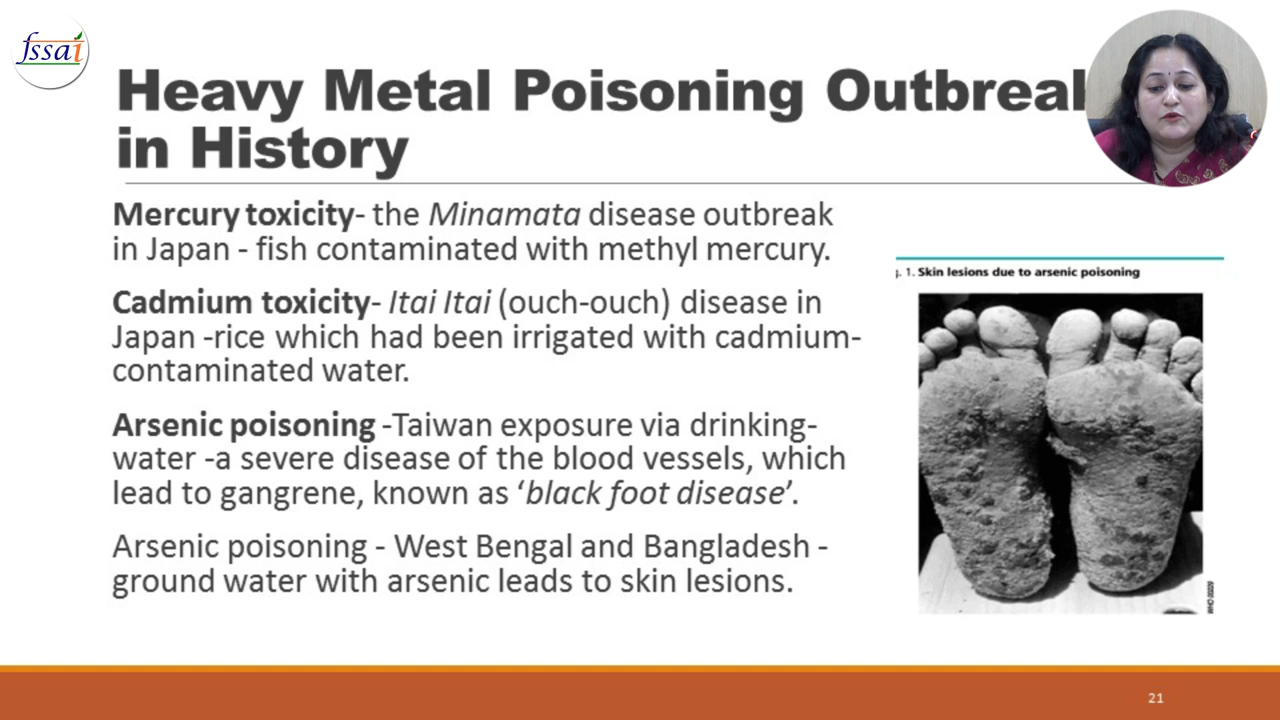 fssai
Heavy Metal Poisoning Outbreak
in History
Mercury toxicity- the Minamata disease outbreak
in Japan - fish contaminated with methyl mercury.
Cadmium toxicity- Itai Itai (ouch-ouch) disease in
Japan -rice which had been irrigated with cadmium-
contaminated water.
Arsenic poisoning -Taiwan exposure via drinking-
water -a severe disease of the blood vessels, which
lead to gangrene, known as ‘black foot disease’.
Arsenic poisoning - West Bengal and Bangladesh -
ground water with arsenic leads to skin lesions.
. 1. Skin lesions due to arsenic poisoning
21